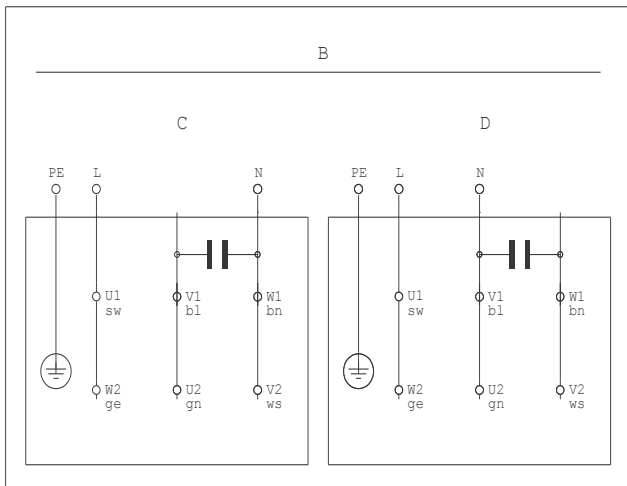 B
C D
PE L N PE L N
U1 V1 W1 U1 V1 W1
sw bl bn sw bl bn
W2 U2 V2 W2 U2 V2
ge gn ws ge gn ws